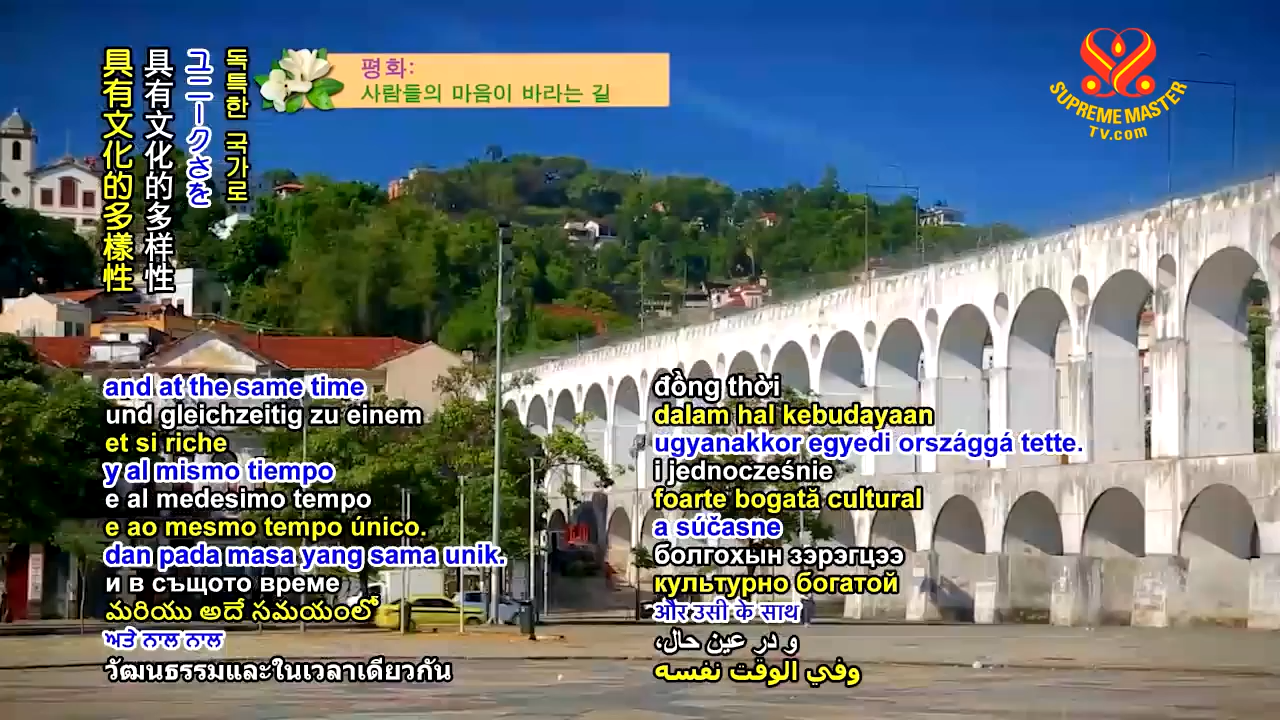 具有文化的多樣性
具有文化的多样性
ユニークさを
독특한 국가로
평화:
사람들의 마음이 바라는 길
SUPREME MASTER
TV.com
and at the same time
und gleichzeitig zu einem
et si riche
y al mismo tiempo
e al medesimo tempo
e ao mesmo tempo único.
dan pada masa yang sama unik.
и в същото време
మరియు అదే సమయంలో
ਅਤੇ ਨਾਲ ਨਾਲ
วัฒนธรรมและในเวลาเดียวกัน
đồng thời
dalam hal kebudayaan
ugyanakkor egyedi országgá tette.
i jednocześnie
foarte bogată cultural
a súčasne
болгохын зэрэгцээ
культурно богатой
और उसी के साथ
و در عین حال،
وفي الوقت نفسه